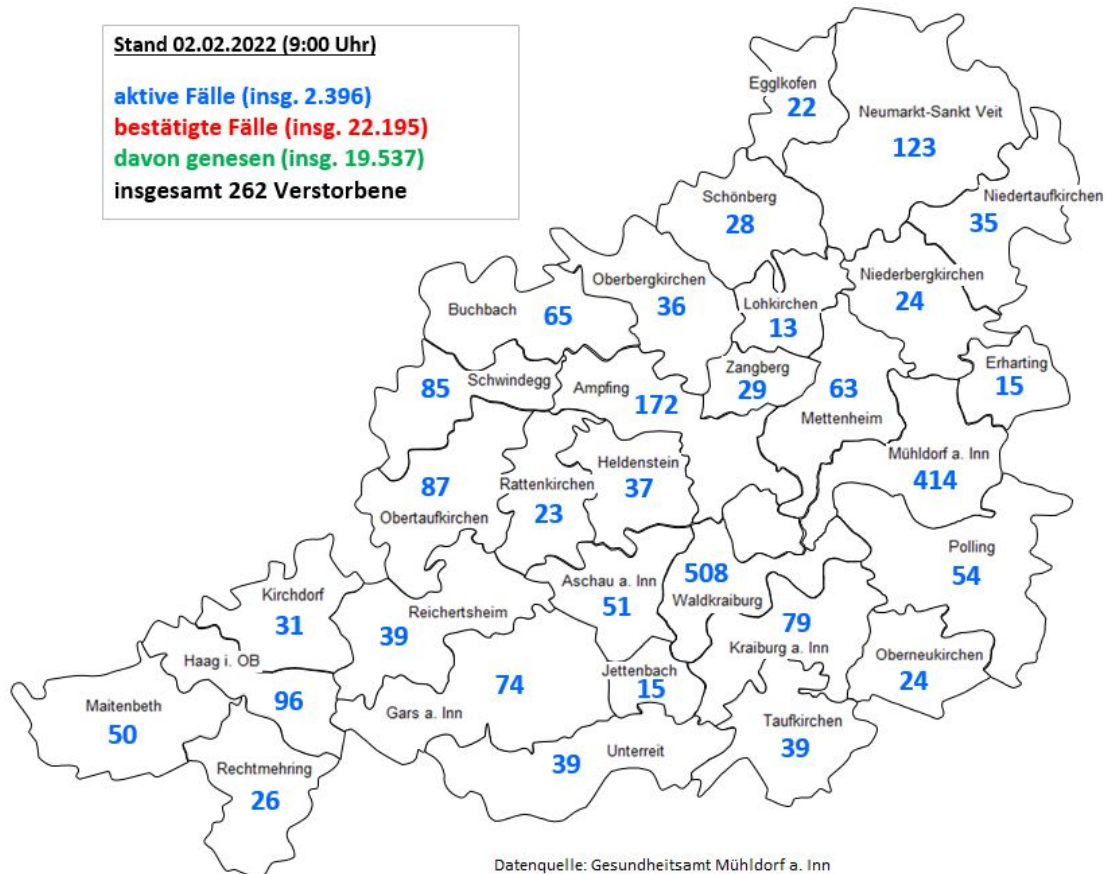 Stand 02.02.2022 (9:00 Uhr)
aktive Fälle (insg. 2.396)
bestätigte Fälle (insg. 22.195)
davon genesen (insg. 19.537)
insgesamt 262 Verstorbene
Egglkofen
22
Neumarkt-Sankt Veit
123
Niedertaufkirchen
35
Schönberg
28
Oberbergkirchen
36
Lohkirchen
13
Niederbergkirchen
24
Buchbach
65
Erharting
15
Schwindegg
85
Ampfing
172
Zangberg
29
63
Mettenheim
Mühldorf a. Inn
414
87
Obertaufkirchen
Rattenkirchen
23
Heldenstein
37
Polling
54
Kirchdorf
31
Reichertsheim
39
Aschau a. Inn
51
508
Waldkraiburg
79
Kraiburg a. Inn
Oberneukirchen
24
Haag i. OB
96
Maitenbeth
50
Gars a. Inn
74
Jettenbach
15
Taufkirchen
39
Unterreit
39
Rechtmehring
26
Datenquelle: Gesundheitsamt Mühldorf a. Inn